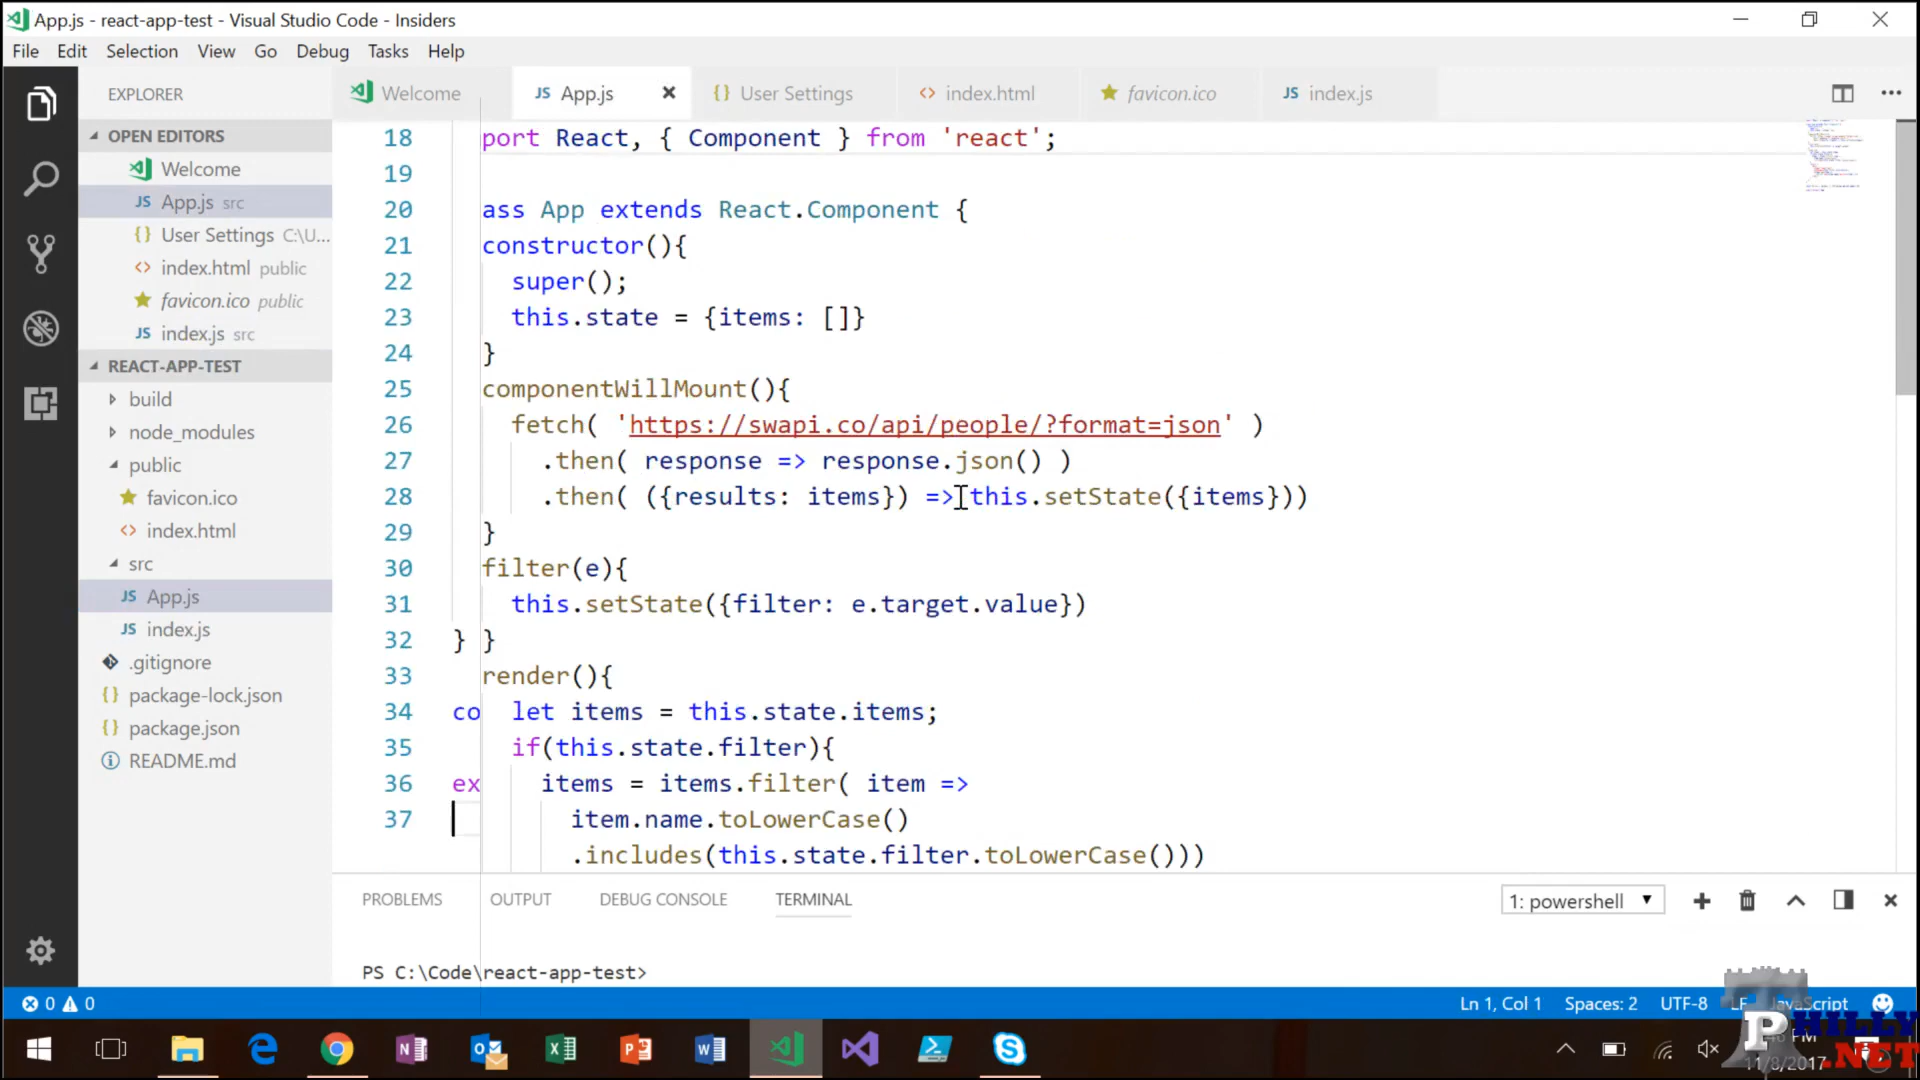 App.js - react-app-test - Visual Studio Code - Insiders
File Edit Selection View Go Debug Tasks Help
EXPLORER
OPEN EDITORS
Welcome
App.js src
User Settings C:\U...
index.html public
favicon.ico public
index.js src
REACT-APP-TEST
build
node_modules
public
favicon.ico
index.html
src
App.js
index.js
.gitignore
package-lock.json
package.json
README.md
Welcome App.js User Settings index.html favicon.ico index.js
18 port React, { Component } from 'react';
19
20 ass App extends React.Component {
21 constructor(){
22 super();
23 this.state = {items: []}
24 }
25 componentWillMount(){
26 fetch( 'https://swapi.co/api/people/?format=json' )
27 .then( response => response.json() )
28 .then( ({results: items}) => this.setState({items}))
29 }
30 filter(e){
31 this.setState({filter: e.target.value})
32 } }
33 render(){
34 co let items = this.state.items;
35 if(this.state.filter){
36 ex items = items.filter( item =>
37 item.name.toLowerCase()
.includes(this.state.filter.toLowerCase()))
PROBLEMS OUTPUT DEBUG CONSOLE TERMINAL 1: powershell
PS C:\Code\react-app-test>
0 0 Ln 1, Col 1 Spaces: 2 UTF-8 LF JavaScript
PHILLY
.NET
PM
11/8/2017